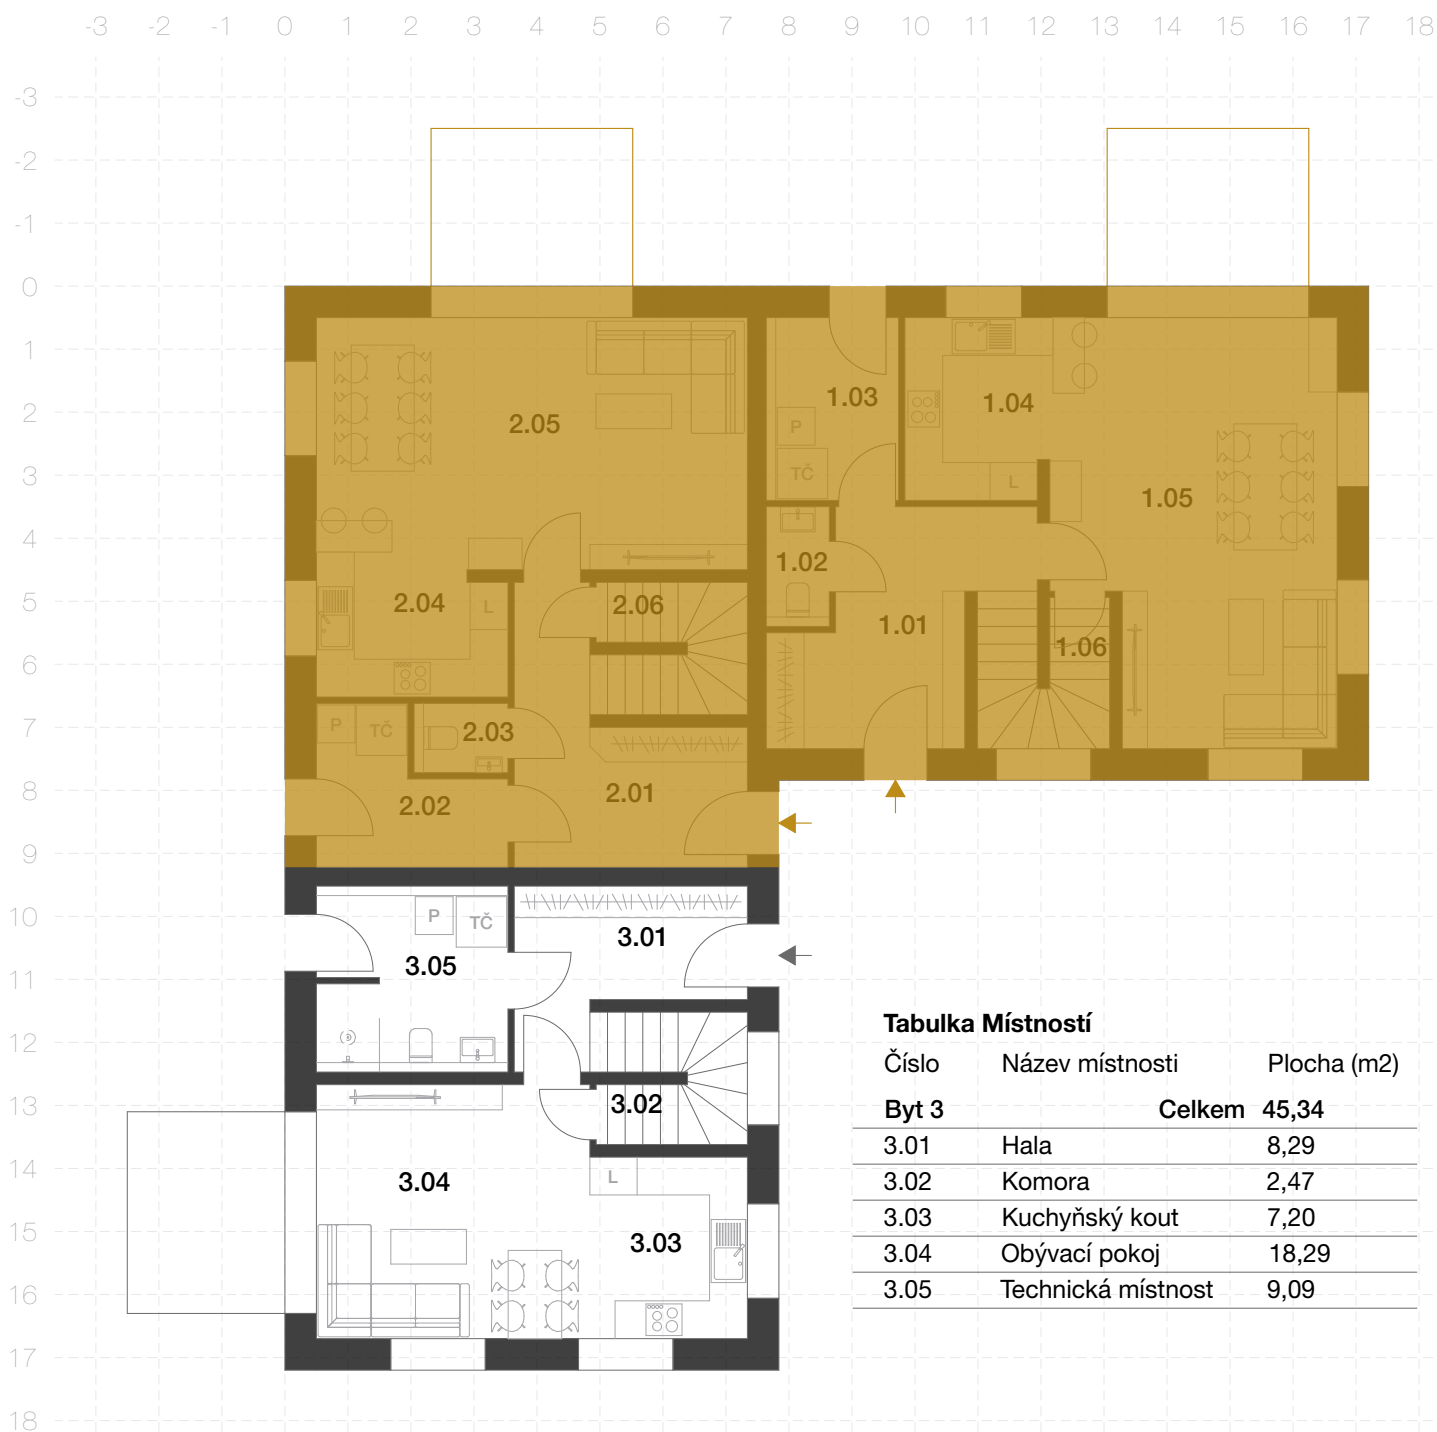 -3 -2 -1 0 1 2 3 4 5 6 7 8 9 10 11 12 13 14 15 16 17 18
-3
-2
-1
0
1
2
3
4
5
6
7
8
9
10
11
12
13
14
15
16
17
18
2.05
1.03
1.04
P
TČ
L
1.05
1.02
2.04
L
2.06
1.01
1.06
P
TČ
2.03
2.01
2.02
P
TČ
3.01
3.05
3.02
3.04
L
3.03
Tabulka Místností
Číslo Název místnosti Plocha (m2)
Byt 3 Celkem 45,34
3.01 Hala 8,29
3.02 Komora 2,47
3.03 Kuchyňský kout 7,20
3.04 Obývací pokoj 18,29
3.05 Technická místnost 9,09